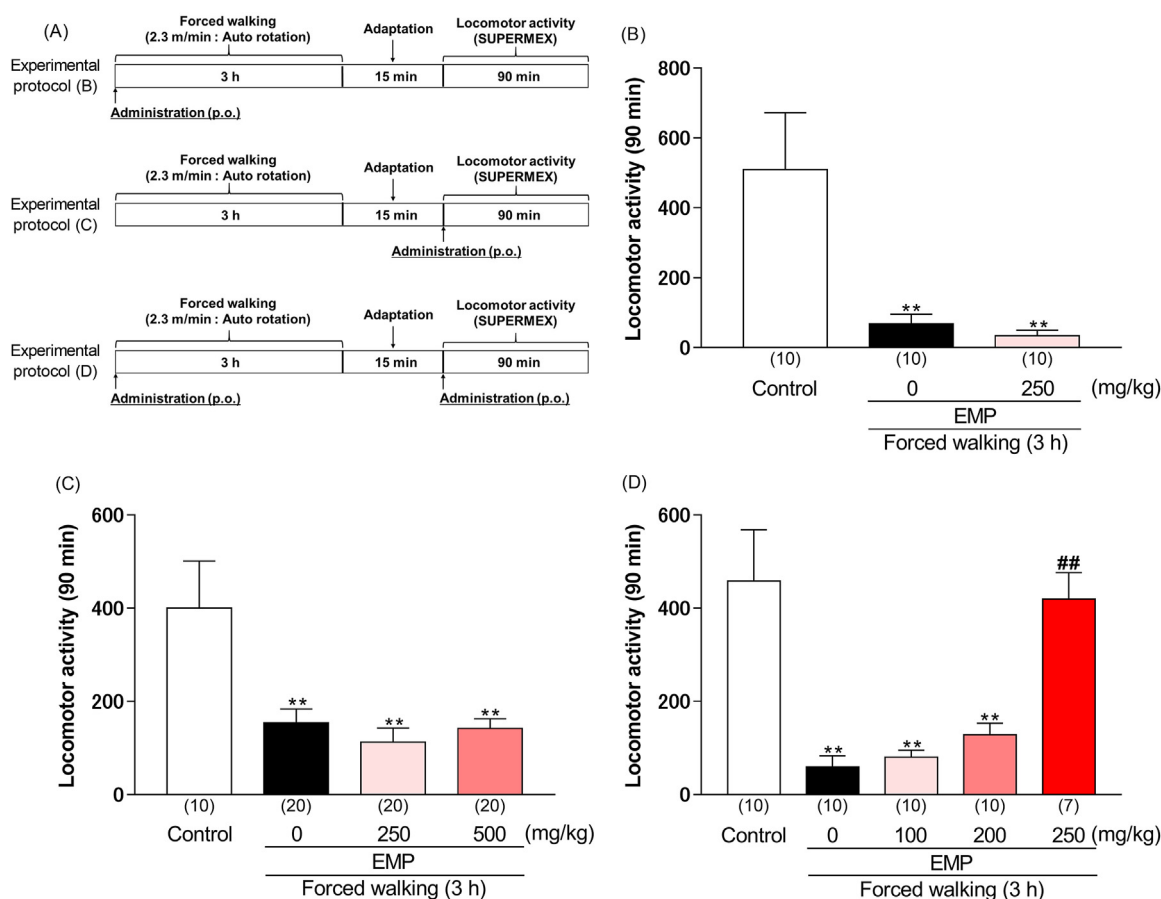 (A)
Forced walking
(2.3 m/min : Auto rotation)
Adaptation
Locomotor activity
(SUPERMEX)
Experimental
protocol (B)
3 h
15 min
90 min
Administration (p.o.)
Forced walking
(2.3 m/min : Auto rotation)
Adaptation
Locomotor activity
(SUPERMEX)
Experimental
protocol (C)
3 h
15 min
90 min
Administration (p.o.)
Forced walking
(2.3 m/min : Auto rotation)
Adaptation
Locomotor activity
(SUPERMEX)
Experimental
protocol (D)
3 h
15 min
90 min
Administration (p.o.)
Administration (p.o.)
(B)
Locomotor activity (90 min)
800
600
400
200
0
** **
(10) (10) (10)
Control 0 250 (mg/kg)
EMP
Forced walking (3 h)
(C)
Locomotor activity (90 min)
600
400
200
0
** ** **
(10) (20) (20) (20)
Control 0 250 500 (mg/kg)
EMP
Forced walking (3 h)
(D)
Locomotor activity (90 min)
600
400
200
0
** ** ** ##
(10) (10) (10) (10) (7)
Control 0 100 200 250 (mg/kg)
EMP
Forced walking (3 h)